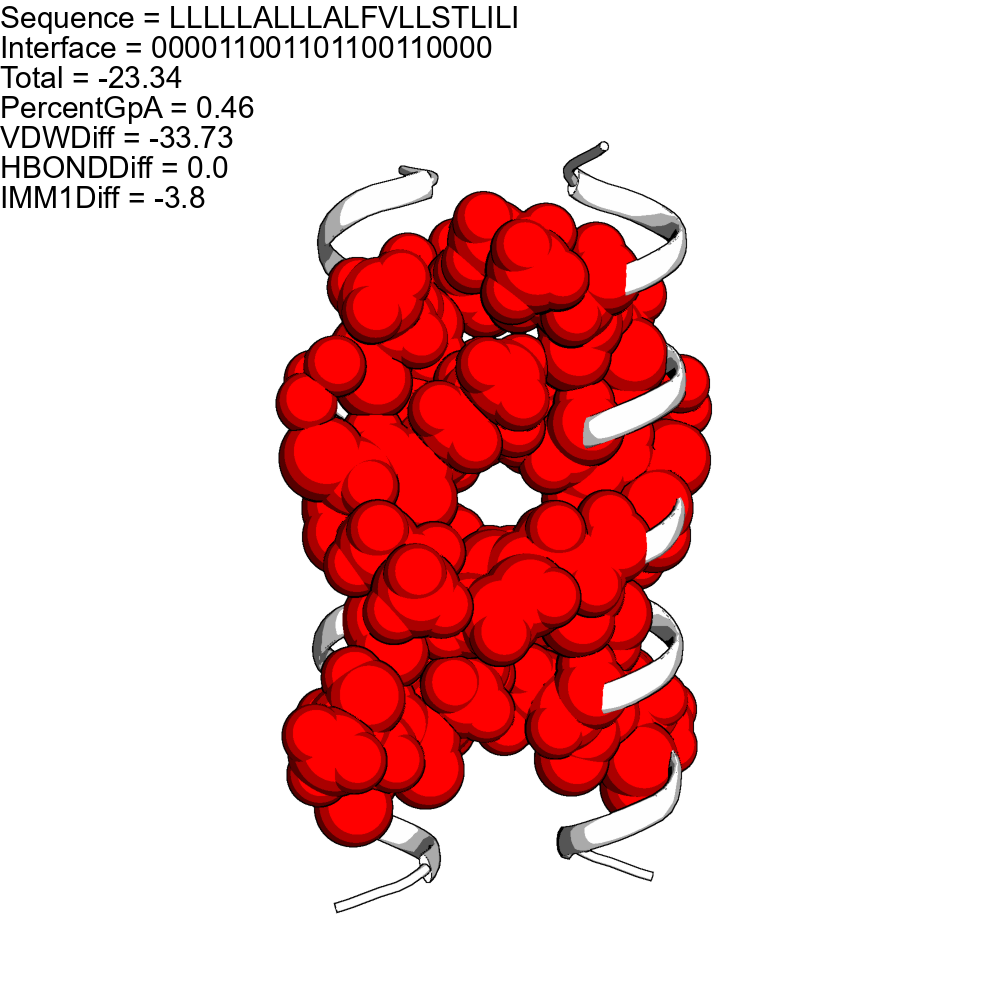 Sequence = LLLLLALLLALFVLLSTLILI
Interface = 000011001101100110000
Total = -23.34
PercentGpA = 0.46
VDWDiff = -33.73
HBONDDiff = 0.0
IMM1Diff = -3.8